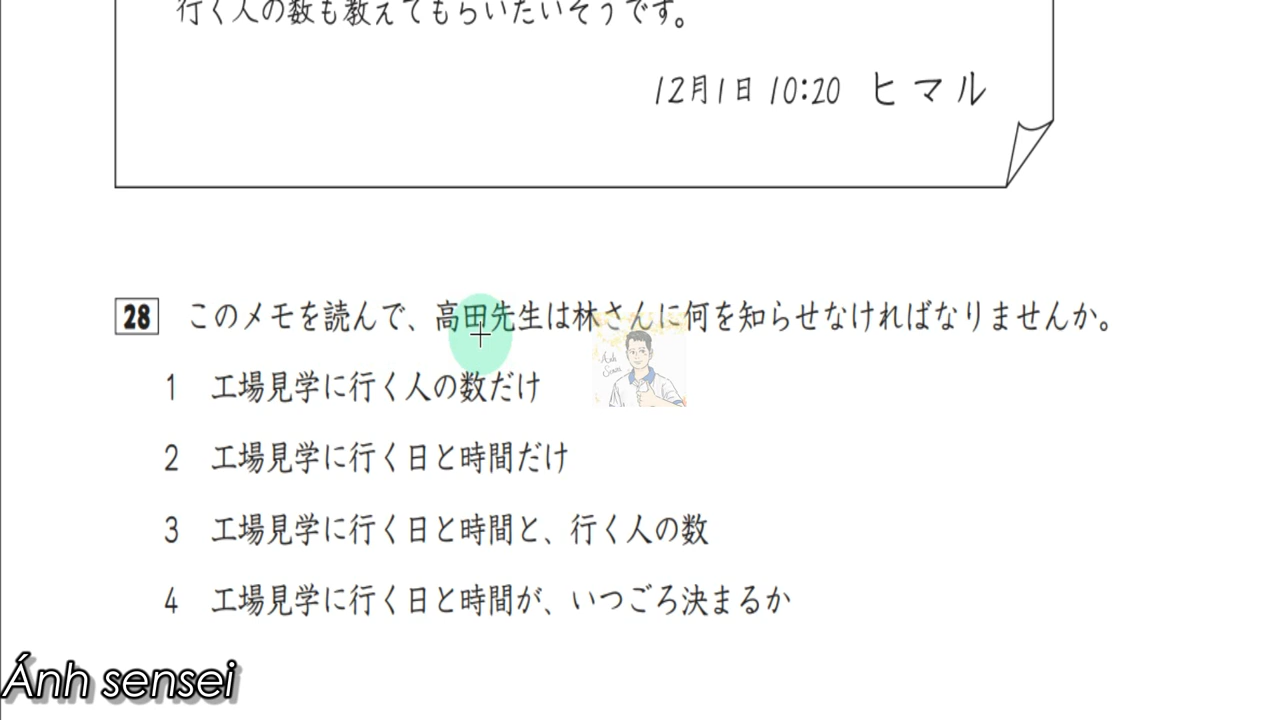 行く人の数も教えてもらいたいそうです。
12月1日 10:20 ヒマル
28 このメモを読んで、高田先生は林さんに何を知らせなければなりませんか。
1 工場見学に行く人の数だけ
Ánh Sensei
2 工場見学に行く日と時間だけ
3 工場見学に行く日と時間と、行く人の数
4 工場見学に行く日と時間が、いつごろ決まるか
Ánh sensei